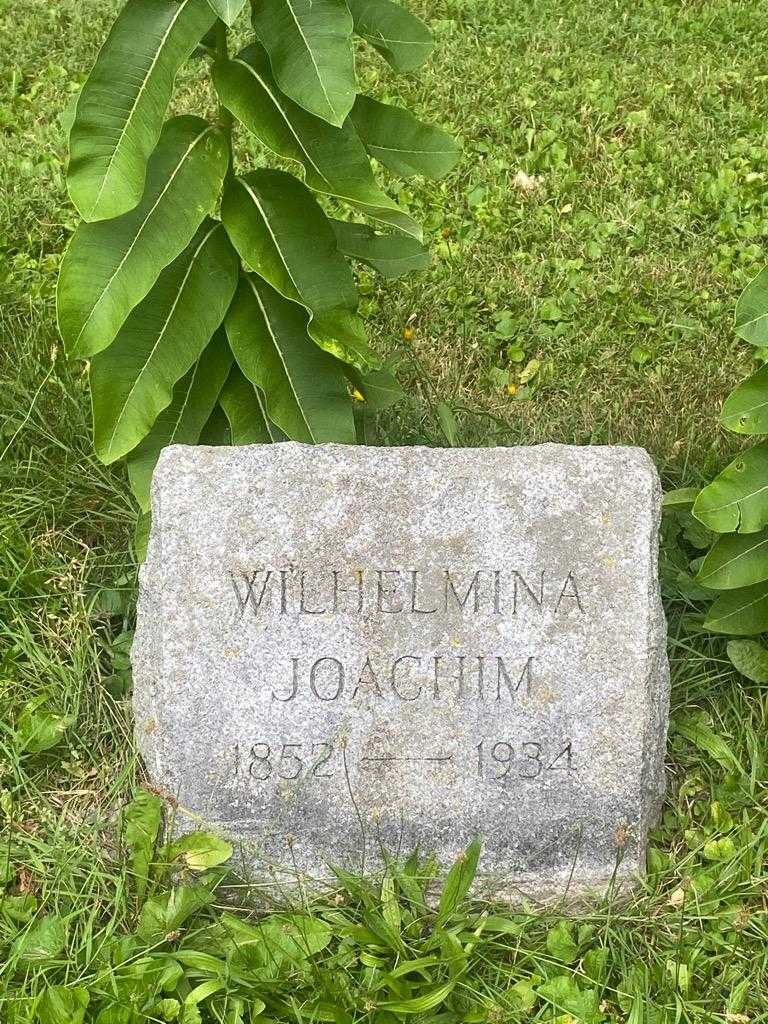 WILHELMINA
JOACHIM
1852 — 1934